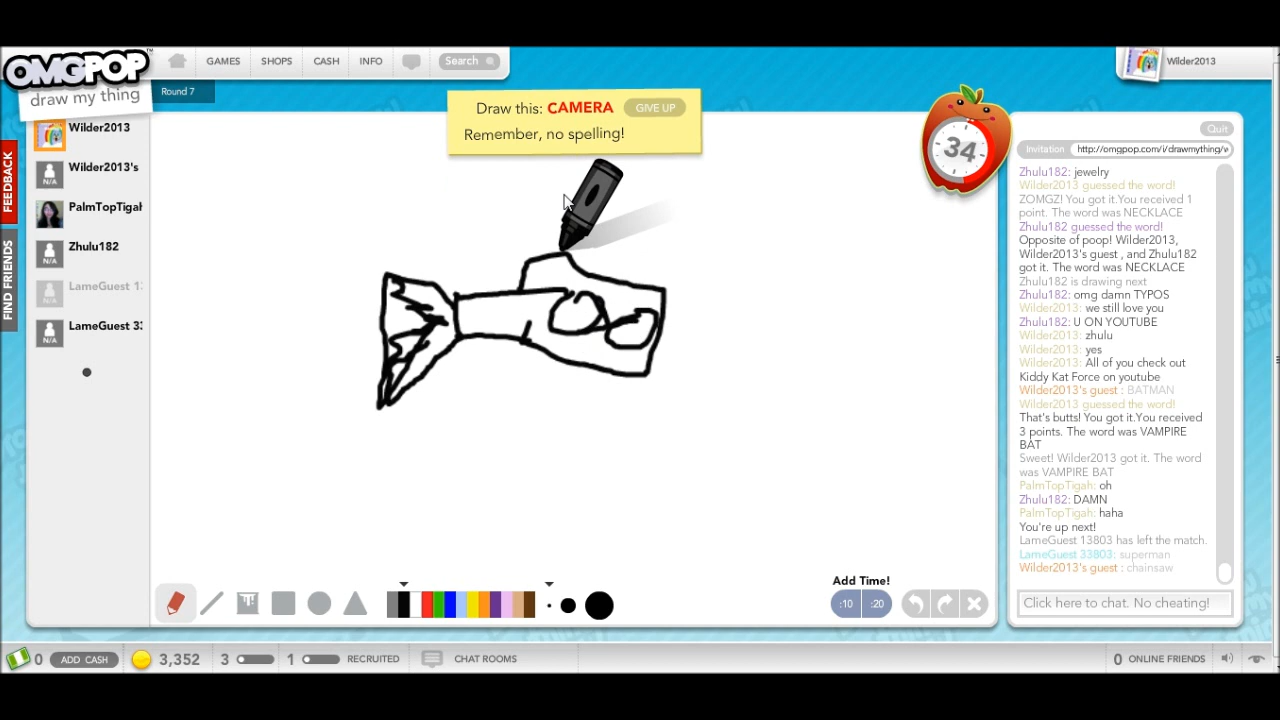 OMGPOP
draw my thing
GAMES
SHOPS
CASH
INFO
Search
Wilder2013
Round 7
FEEDBACK
FIND FRIENDS
Wilder2013
N/A
Wilder2013's
PalmTopTigah
N/A
Zhulu182
N/A
LameGuest 1
N/A
LameGuest 3
Draw this: CAMERA
GIVE UP
Remember, no spelling!
34
Quit
Invitation
http://omgpop.com/i/drawmything/
Zhulu182: jewelry
Wilder2013 guessed the word!
ZOMGZ! You got it.You received 1
point. The word was NECKLACE
Zhulu182 guessed the word!
Opposite of poop! Wilder2013,
Wilder2013's guest , and Zhulu182
got it. The word was NECKLACE
Zhulu182 is drawing next
Zhulu182: omg damn TYPOS
Wilder2013: we still love you
Zhulu182: U ON YOUTUBE
Wilder2013: zhulu
Wilder2013: yes
Wilder2013: All of you check out
Kiddy Kat Force on youtube
Wilder2013's guest : BATMAN
Wilder2013 guessed the word!
That's butts! You got it.You received
3 points. The word was VAMPIRE
BAT
Sweet! Wilder2013 got it. The word
was VAMPIRE BAT
PalmTopTigah: oh
Zhulu182: DAMN
PalmTopTigah: haha
You're up next!
LameGuest 13803 has left the match.
LameGuest 33803: superman
Wilder2013's guest : chainsaw
Click here to chat. No cheating!
Add Time!
:10
:20
0
ADD CASH
3,352
3
1
RECRUITED
CHAT ROOMS
0 ONLINE FRIENDS